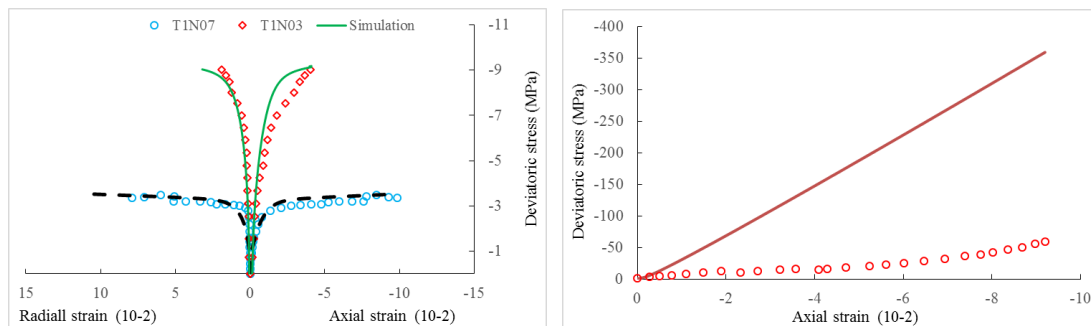 T1N07 T1N03 Simulation
-11
-9
-7
-5
-3
-1
Deviatoric stress (MPa)
15 10 5 0 -5 -10 -15
Radiall strain (10-2) Axial strain (10-2)
-400
-350
-300
-250
-200
-150
-100
-50
0
Deviatoric stress (MPa)
0 -2 -4 -6 -8 -10
Axial strain (10-2)